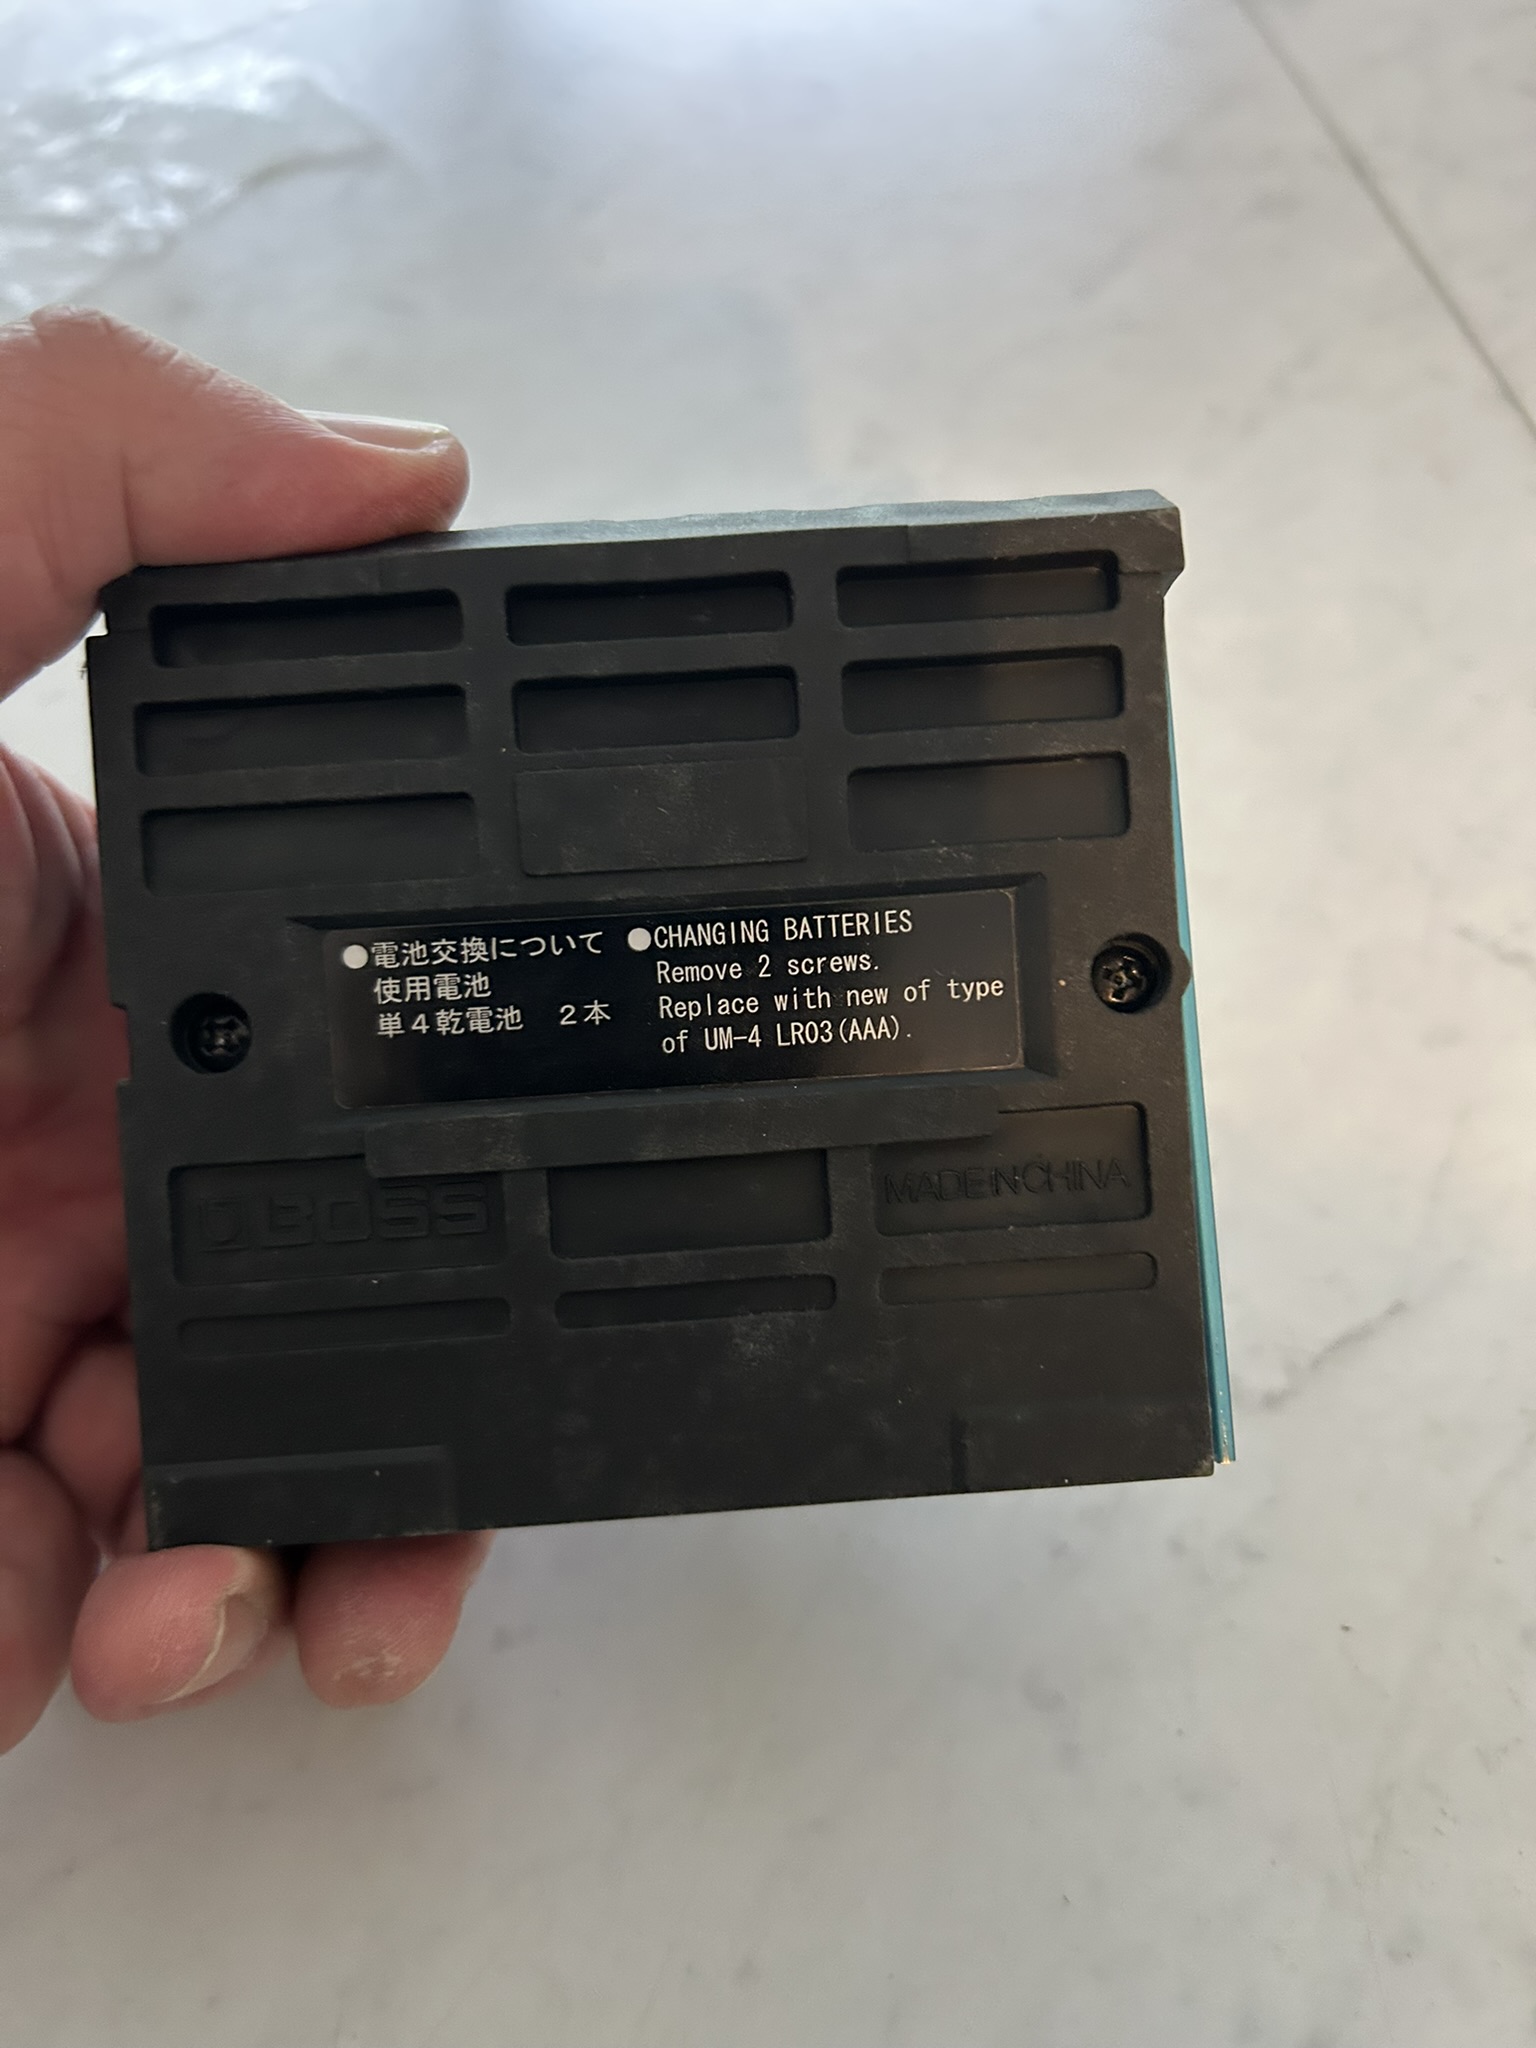 ●電池交換について
使用電池
単4乾電池 2本
●CHANGING BATTERIES
Remove 2 screws.
Replace with new of type
of UM-4 LR03(AAA).
BOSS
MADE IN CHINA